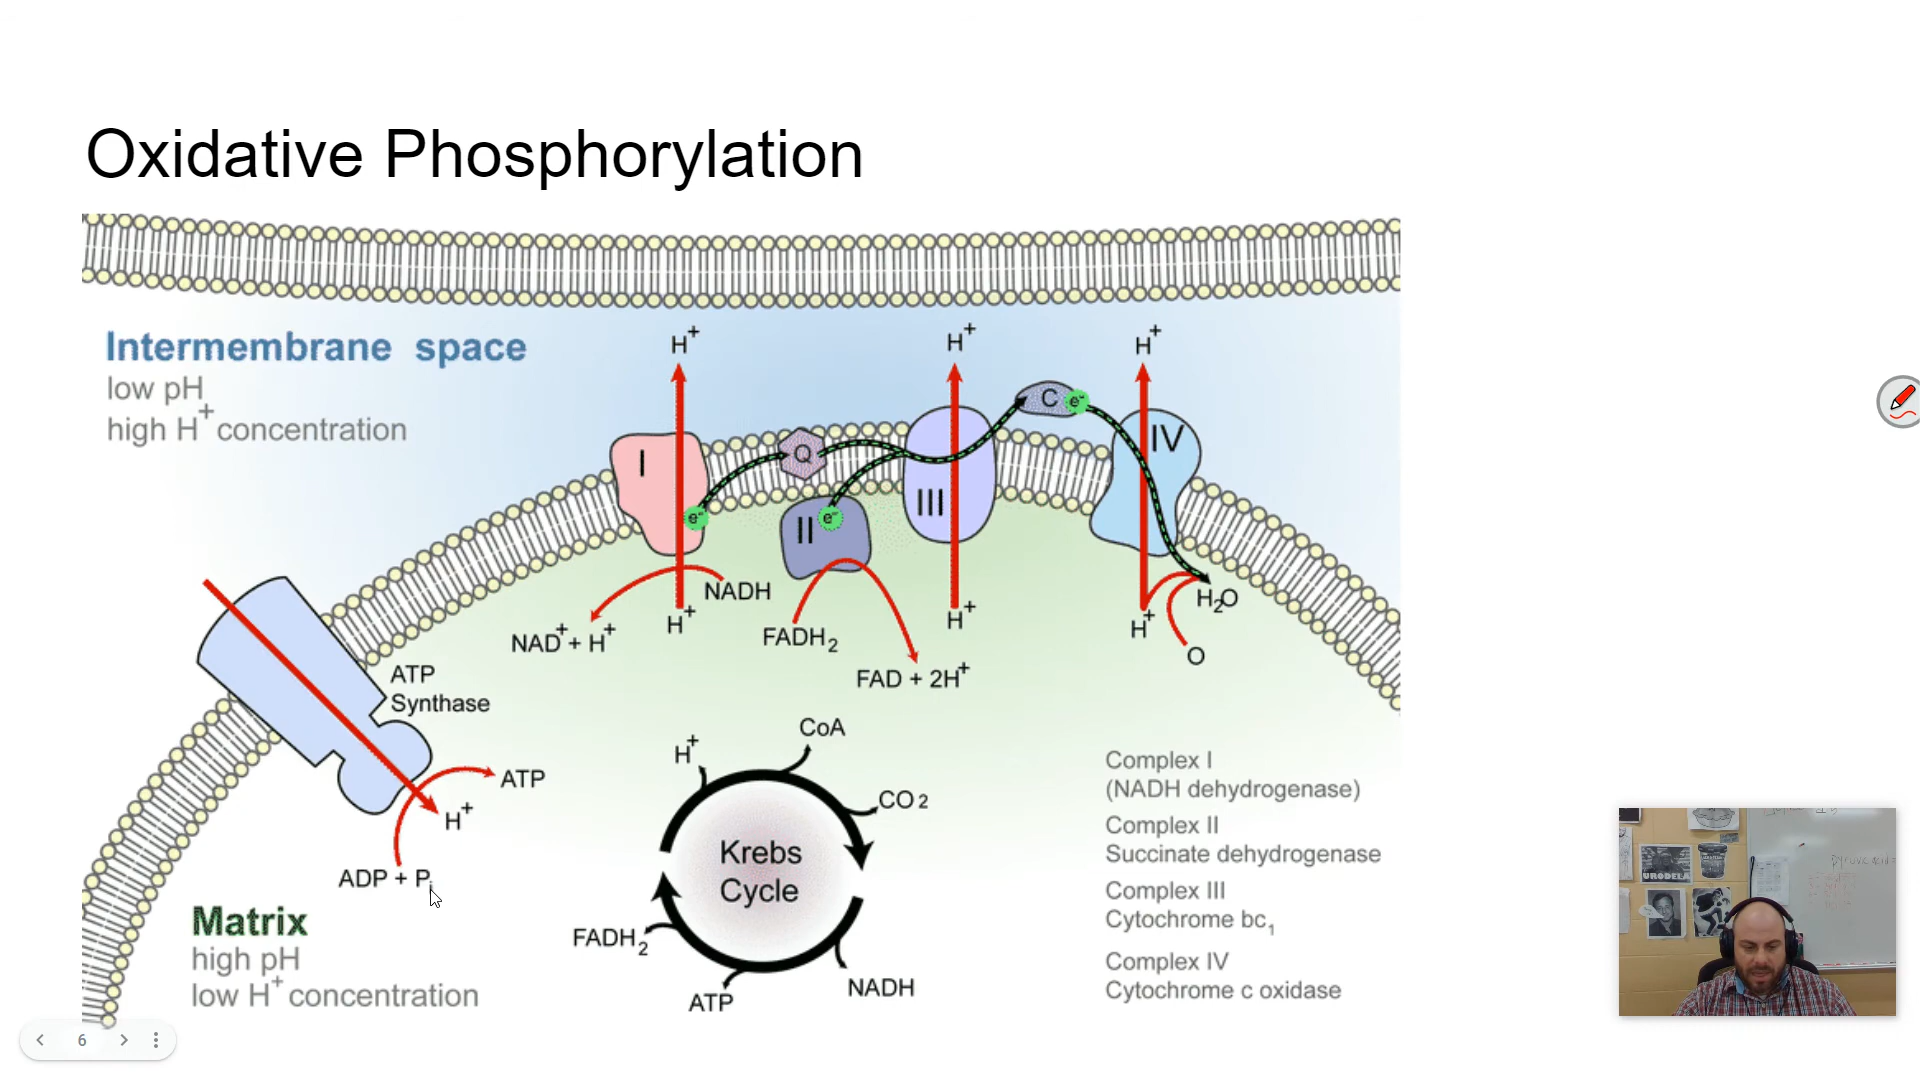 Oxidative Phosphorylation
Intermembrane space
low pH
high H+ concentration
H+
H+
H+
I
Q
II
III
C
IV
e-
e-
e-
NADH
H+
NAD+ + H+
FADH2
FAD + 2H+
H+
H+
H2O
O
ATP
Synthase
ATP
H+
ADP + Pi
Matrix
high pH
low H+ concentration
H+
CoA
CO2
Krebs
Cycle
FADH2
ATP
NADH
Complex I
(NADH dehydrogenase)
Complex II
Succinate dehydrogenase
Complex III
Cytochrome bc1
Complex IV
Cytochrome c oxidase
6
URODELA